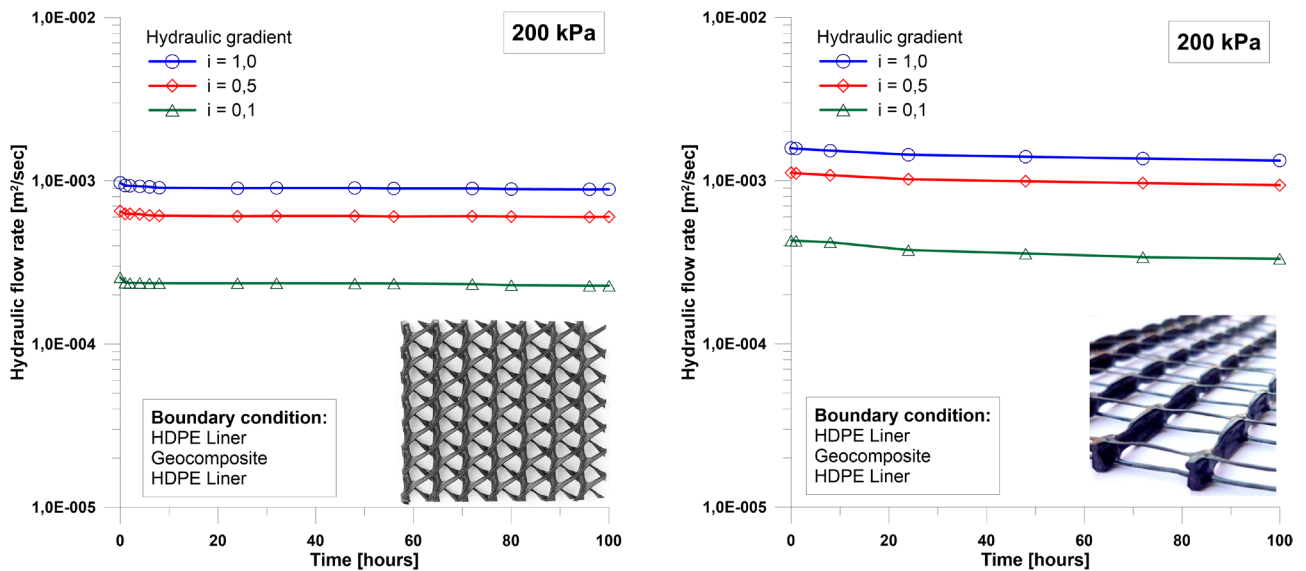 1,0E-002
200 kPa
Hydraulic gradient
i = 1,0
i = 0,5
i = 0,1
1,0E-003
1,0E-004
1,0E-005
Hydraulic flow rate [m²/sec]
Boundary condition:
HDPE Liner
Geocomposite
HDPE Liner
0 20 40 60 80 100
Time [hours]
1,0E-002
200 kPa
Hydraulic gradient
i = 1,0
i = 0,5
i = 0,1
1,0E-003
1,0E-004
1,0E-005
Hydraulic flow rate [m²/sec]
Boundary condition:
HDPE Liner
Geocomposite
HDPE Liner
0 20 40 60 80 100
Time [hours]